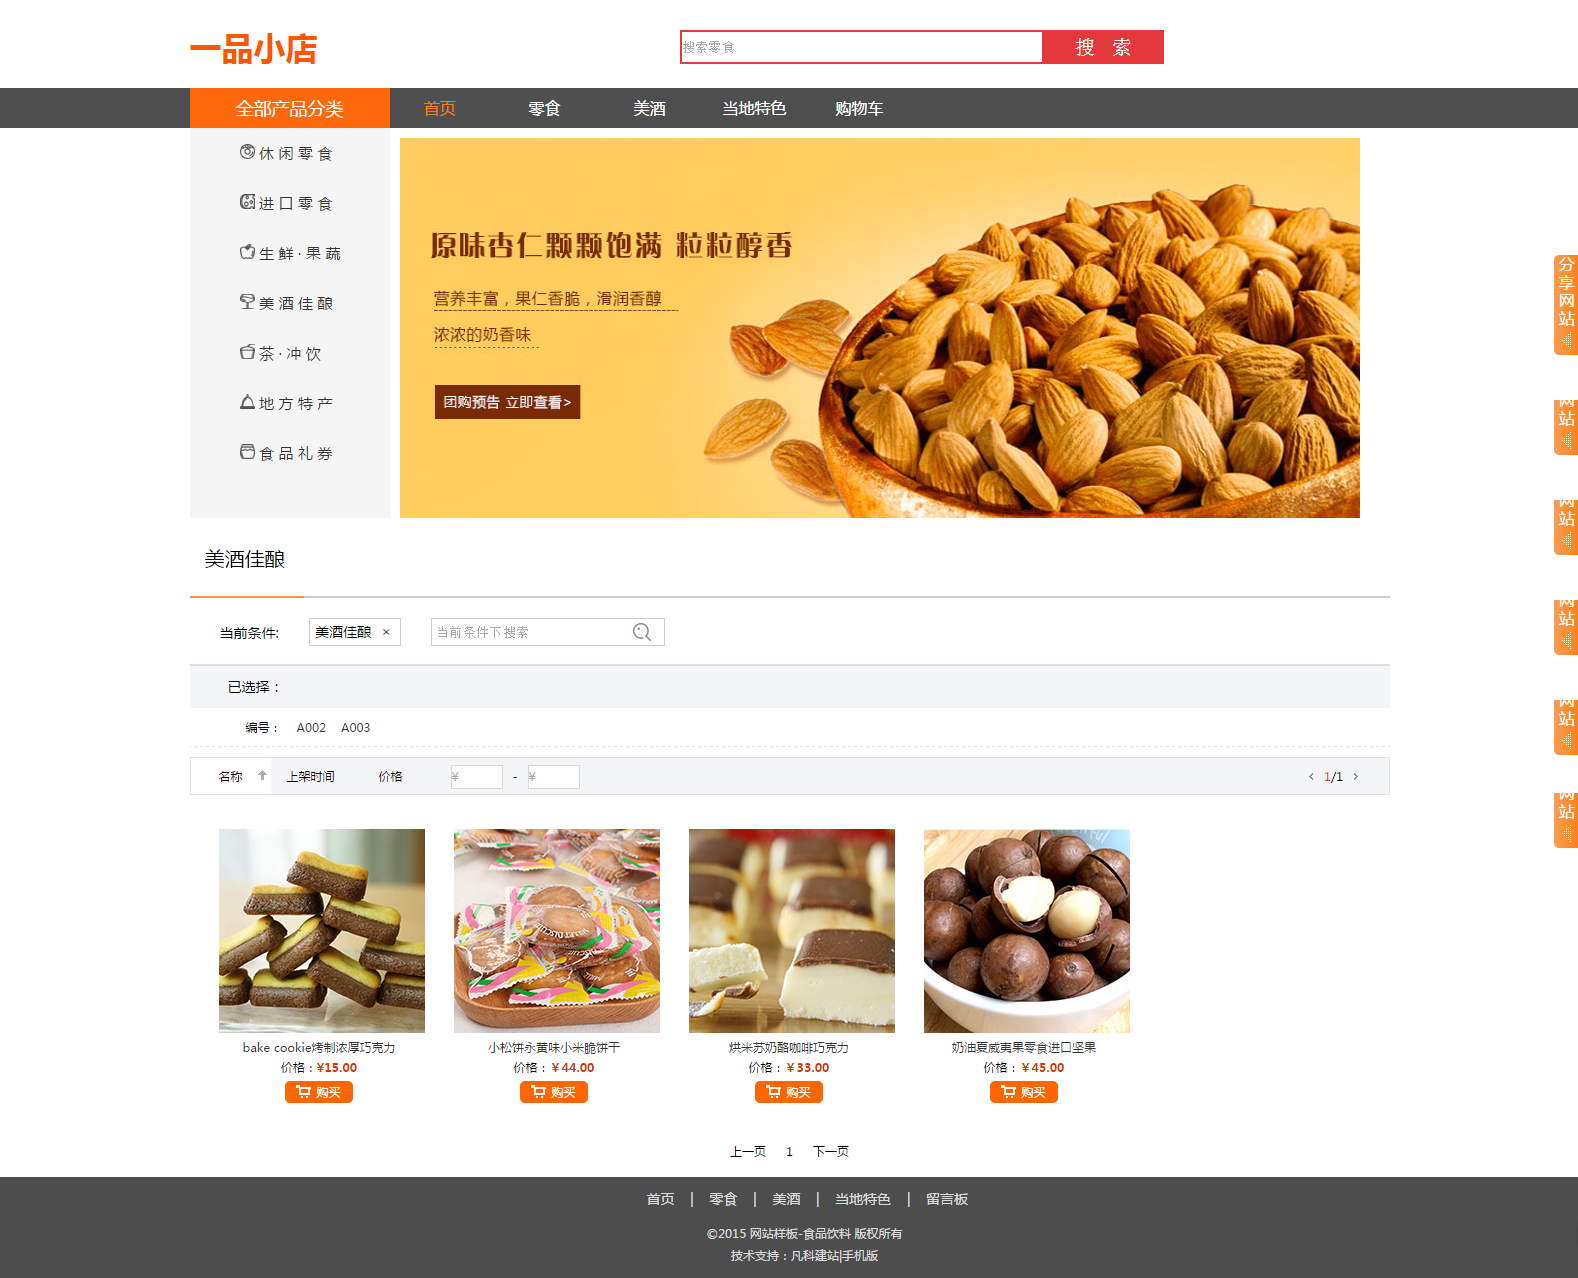 一品小店
搜索零食
搜 索
全部产品分类 首页 零食 美酒 当地特色 购物车
休闲零食
进口零食
生鲜·果蔬
美酒佳酿
茶·冲饮
地方特产
食品礼券
原味杏仁颗颗饱满 粒粒醇香
营养丰富，果仁香脆，滑润香醇
浓浓的奶香味
团购预告 立即查看>
分享网站
网站
网站
网站
网站
网站
美酒佳酿
当前条件: 美酒佳酿 × 当前条件下搜索
已选择：
编号： A002 A003
名称 上架时间 价格 ¥ - ¥ 1/1
bake cookie烤制浓厚巧克力
价格：¥15.00
购买
小松饼永黄味小米脆饼干
价格：￥44.00
购买
烘米苏奶酪咖啡巧克力
价格：￥33.00
购买
奶油夏威夷果零食进口坚果
价格：￥45.00
购买
上一页 1 下一页
首页 | 零食 | 美酒 | 当地特色 | 留言板
©2015 网站样板-食品饮料 版权所有
技术支持：凡科建站|手机版